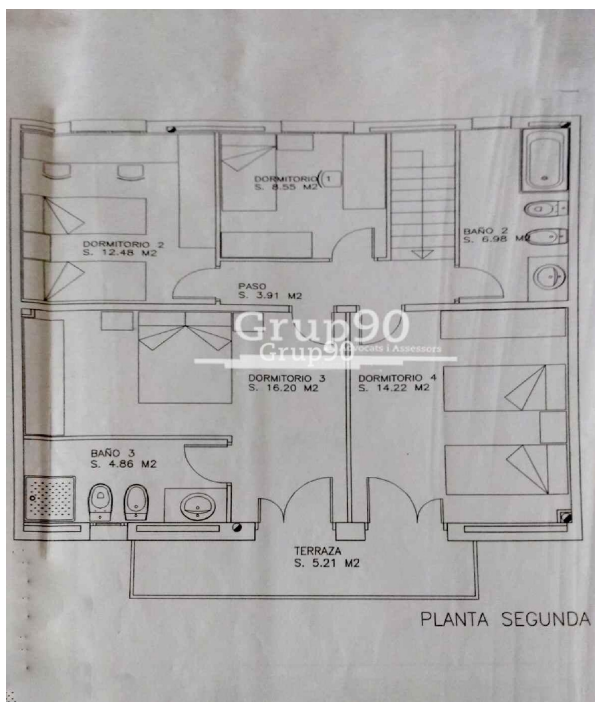 DORMITORIO 1
S. 8.55 M2
DORMITORIO 2
S. 12.48 M2
BAÑO 2
S. 6.98 M2
PASO
S. 3.91 M2
Grup90
Advocats i Assessors
Grup90
DORMITORIO 3
S. 16.20 M2
DORMITORIO 4
S. 14.22 M2
BAÑO 3
S. 4.86 M2
TERRAZA
S. 5.21 M2
PLANTA SEGUNDA